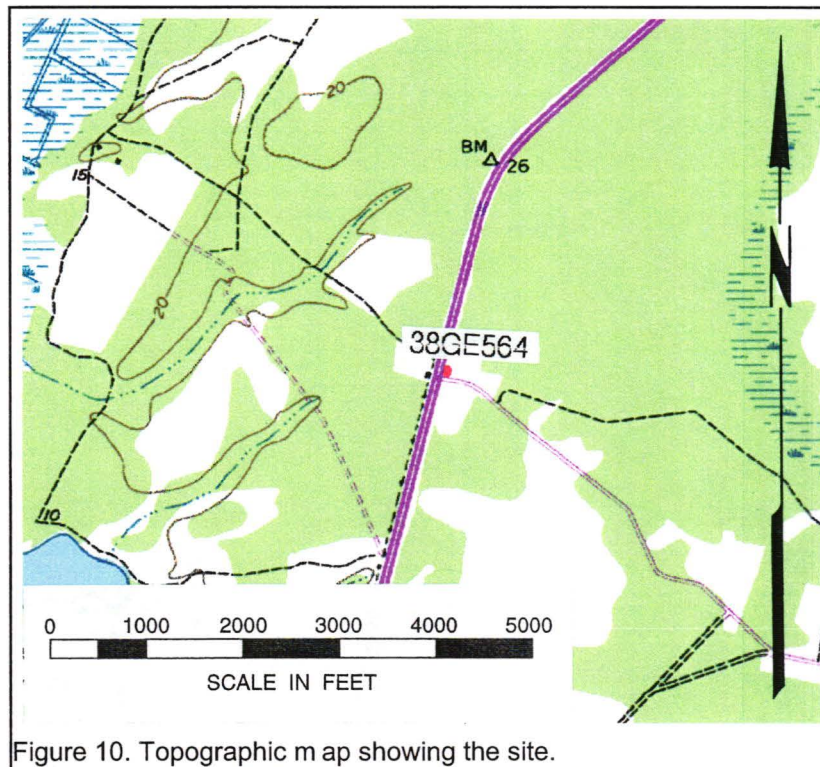 20
BM
26
15
20
N
38GE564
110
0 1000 2000 3000 4000 5000
SCALE IN FEET
Figure 10. Topographic m ap showing the site.